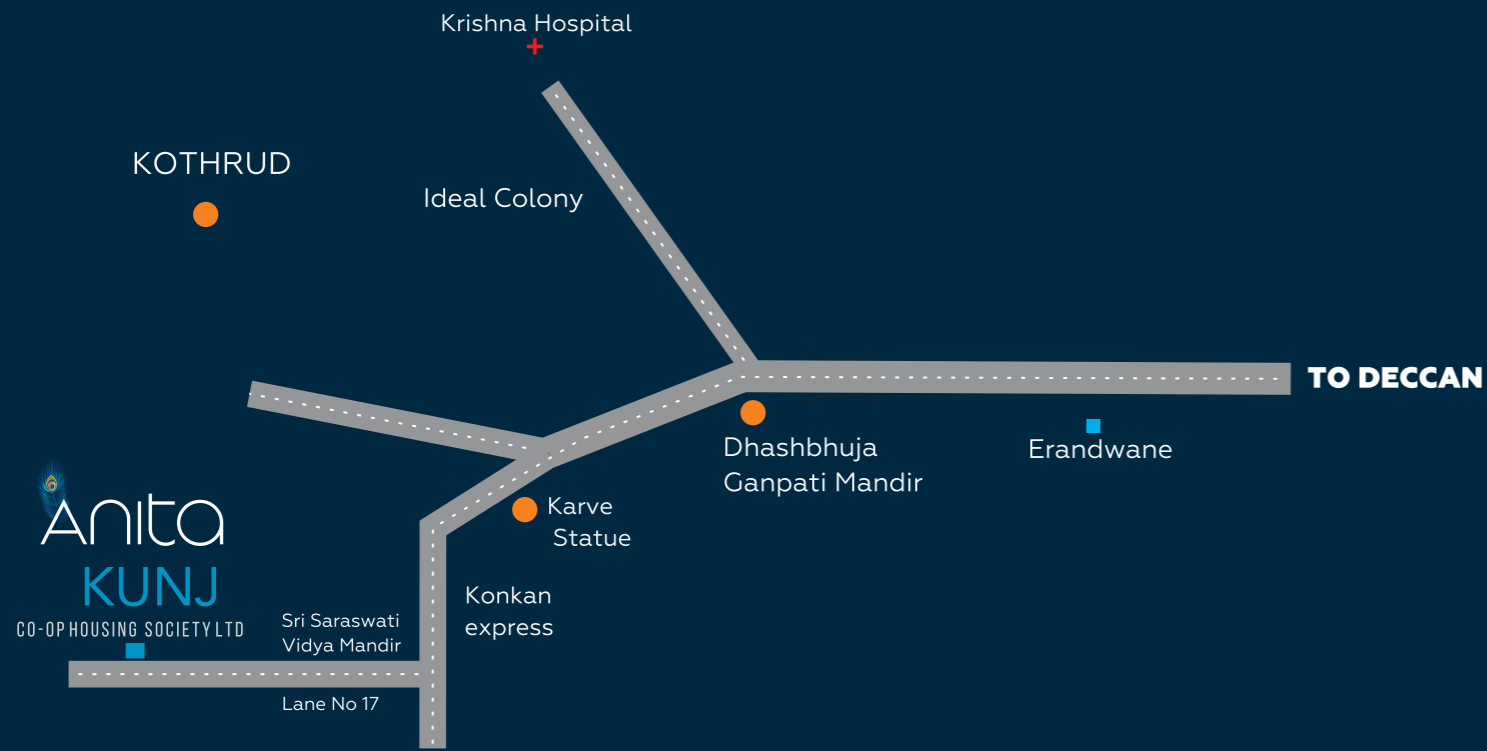 Krishna Hospital
KOTHRUD
Ideal Colony
TO DECCAN
Dhashbhuja
Ganpati Mandir
Erandwane
Karve
Statue
Anita
KUNJ
CO-OP HOUSING SOCIETY LTD
Konkan
express
Sri Saraswati
Vidya Mandir
Lane No 17